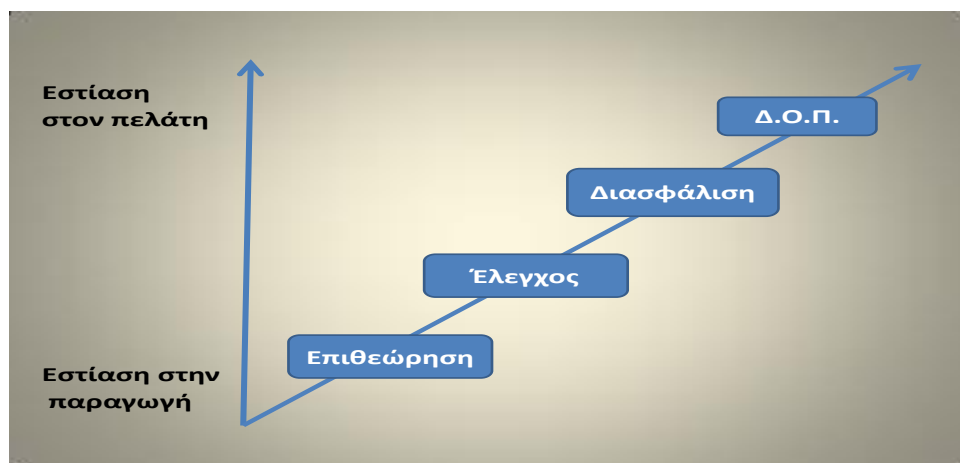 Εστίαση
στον πελάτη
Δ.Ο.Π.
Διασφάλιση
Έλεγχος
Επιθεώρηση
Εστίαση στην
παραγωγή